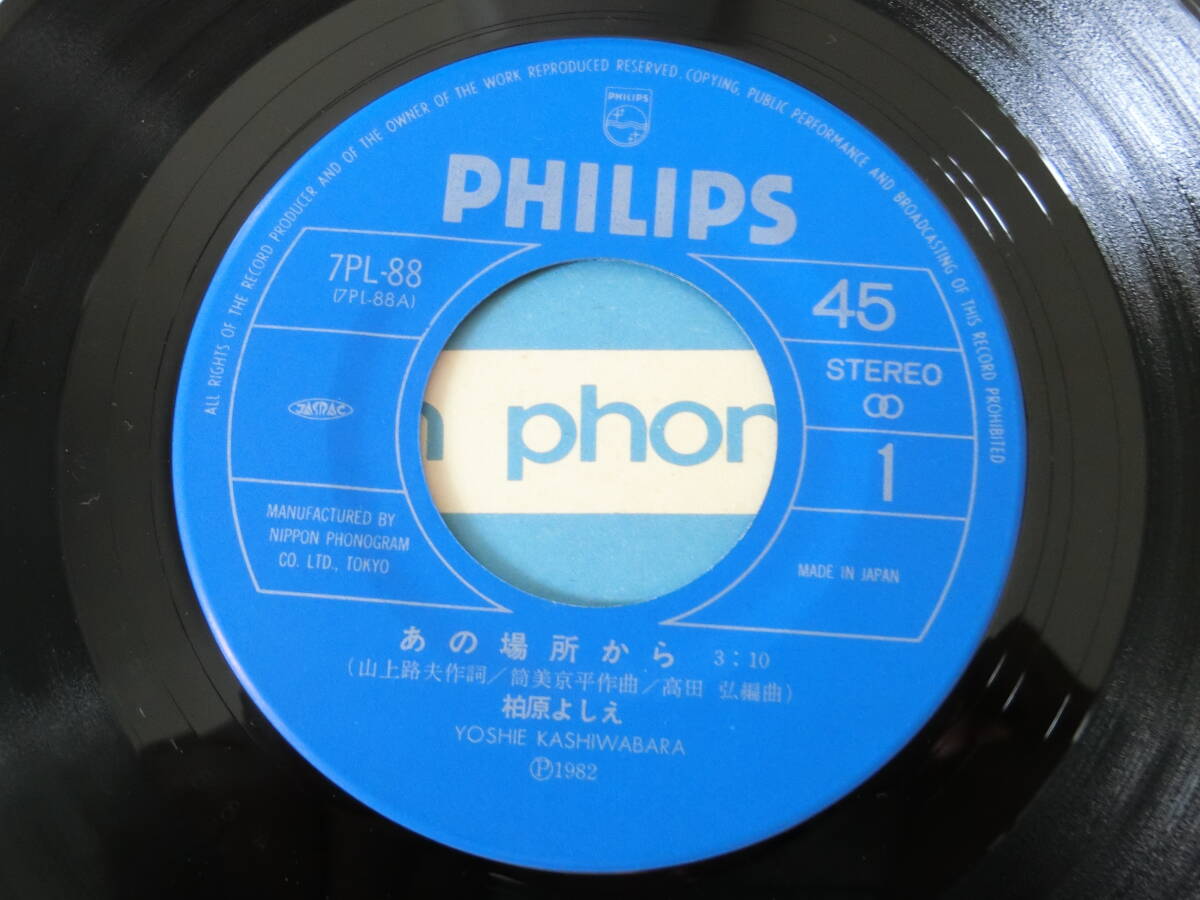 ALL RIGHTS OF THE RECORD PRODUCER AND OF THE OWNER OF THE WORK REPRODUCED RESERVED. COPYING, PUBLIC PERFORMANCE AND BROADCASTING OF THIS RECORD PROHIBITED
PHILIPS
PHILIPS
7PL-88
(7PL-88A)
45
STEREO
1
JASRAC
n phon
MANUFACTURED BY
NIPPON PHONOGRAM
CO. LTD., TOKYO
MADE IN JAPAN
あの場所から 3:10
(山上路夫作詞/筒美京平作曲/高田 弘編曲)
柏原よしえ
YOSHIE KASHIWABARA
Ⓟ1982